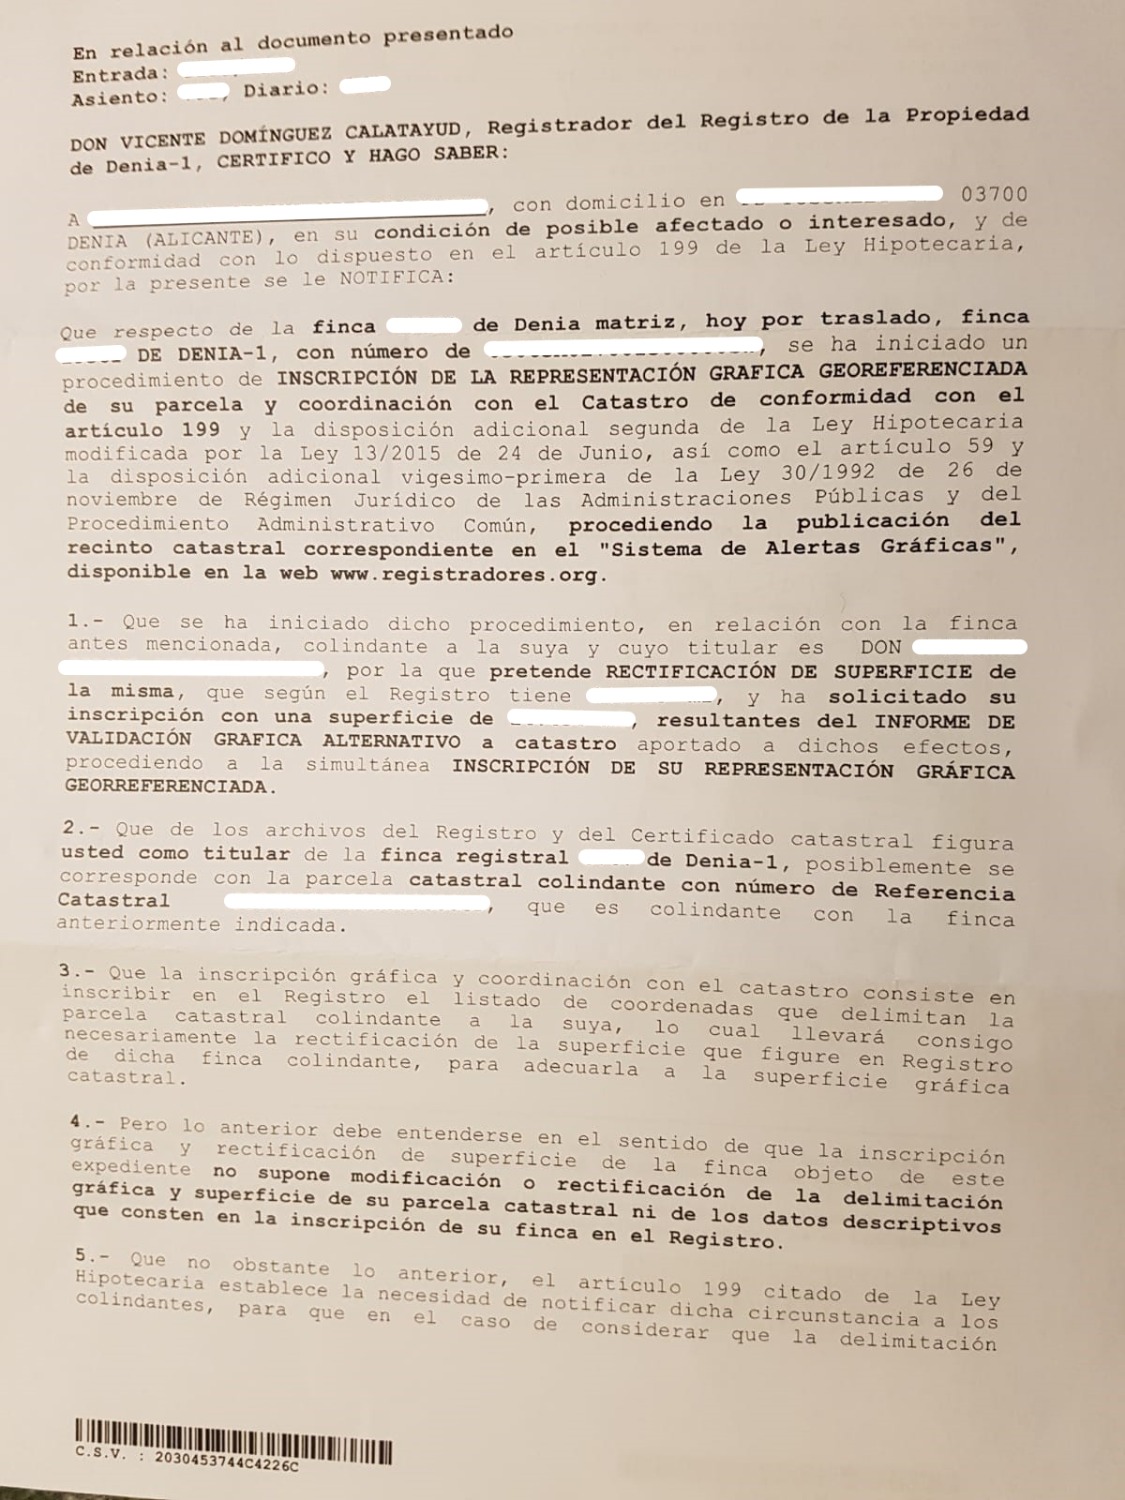 En relación al documento presentado
Entrada:
Asiento: , Diario:
DON VICENTE DOMÍNGUEZ CALATAYUD, Registrador del Registro de la Propiedad
de Denia-1, CERTIFICO Y HAGO SABER:
A , con domicilio en 03700
DENIA (ALICANTE), en su condición de posible afectado o interesado, y de
conformidad con lo dispuesto en el artículo 199 de la Ley Hipotecaria,
por la presente se le NOTIFICA:
Que respecto de la finca de Denia matriz, hoy por traslado, finca
DE DENIA-1, con número de , se ha iniciado un
procedimiento de INSCRIPCIÓN DE LA REPRESENTACIÓN GRAFICA GEOREFERENCIADA
de su parcela y coordinación con el Catastro de conformidad con el
artículo 199 y la disposición adicional segunda de la Ley Hipotecaria
modificada por la Ley 13/2015 de 24 de Junio, así como el artículo 59 y
la disposición adicional vigesimo-primera de la Ley 30/1992 de 26 de
noviembre de Régimen Jurídico de las Administraciones Públicas y del
Procedimiento Administrativo Común, procediendo la publicación del
recinto catastral correspondiente en el "Sistema de Alertas Gráficas",
disponible en la web www.registradores.org.
1.- Que se ha iniciado dicho procedimiento, en relación con la finca
antes mencionada, colindante a la suya y cuyo titular es DON
, por la que pretende RECTIFICACIÓN DE SUPERFICIE de
la misma, que según el Registro tiene , y ha solicitado su
inscripción con una superficie de , resultantes del INFORME DE
VALIDACIÓN GRAFICA ALTERNATIVO a catastro aportado a dichos efectos,
procediendo a la simultánea INSCRIPCIÓN DE SU REPRESENTACIÓN GRÁFICA
GEORREFERENCIADA.
2.- Que de los archivos del Registro y del Certificado catastral figura
usted como titular de la finca registral de Denia-1, posiblemente se
corresponde con la parcela catastral colindante con número de Referencia
Catastral , que es colindante con la finca
anteriormente indicada.
3.- Que la inscripción gráfica y coordinación con el catastro consiste en
inscribir en el Registro el listado de coordenadas que delimitan la
parcela catastral colindante a la suya, lo cual llevará consigo
necesariamente la rectificación de la superficie que figure en Registro
de dicha finca colindante, para adecuarla a la superficie gráfica
catastral.
4.- Pero lo anterior debe entenderse en el sentido de que la inscripción
gráfica y rectificación de superficie de la finca objeto de este
expediente no supone modificación o rectificación de la delimitación
gráfica y superficie de su parcela catastral ni de los datos descriptivos
que consten en la inscripción de su finca en el Registro.
5.- Que no obstante lo anterior, el artículo 199 citado de la Ley
Hipotecaria establece la necesidad de notificar dicha circunstancia a los
colindantes, para que en el caso de considerar que la delimitación
C.S.V. : 2030453744C4226C